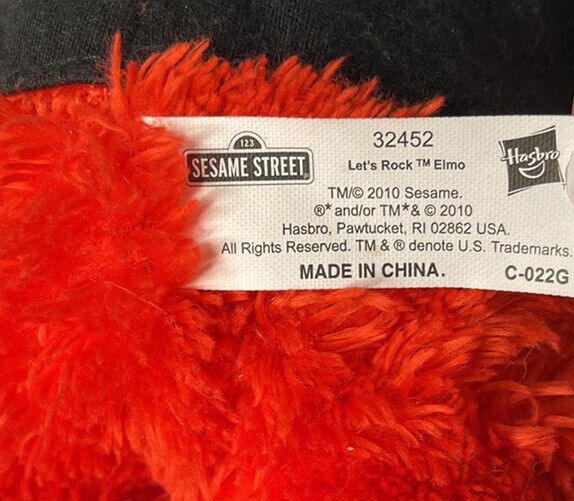 123
SESAME STREET
32452
Let's Rock ™ Elmo
Hasbro
TM/© 2010 Sesame.
®* and/or TM*& © 2010
Hasbro, Pawtucket, RI 02862 USA.
All Rights Reserved. TM & ® denote U.S. Trademarks.
MADE IN CHINA.
C-022G